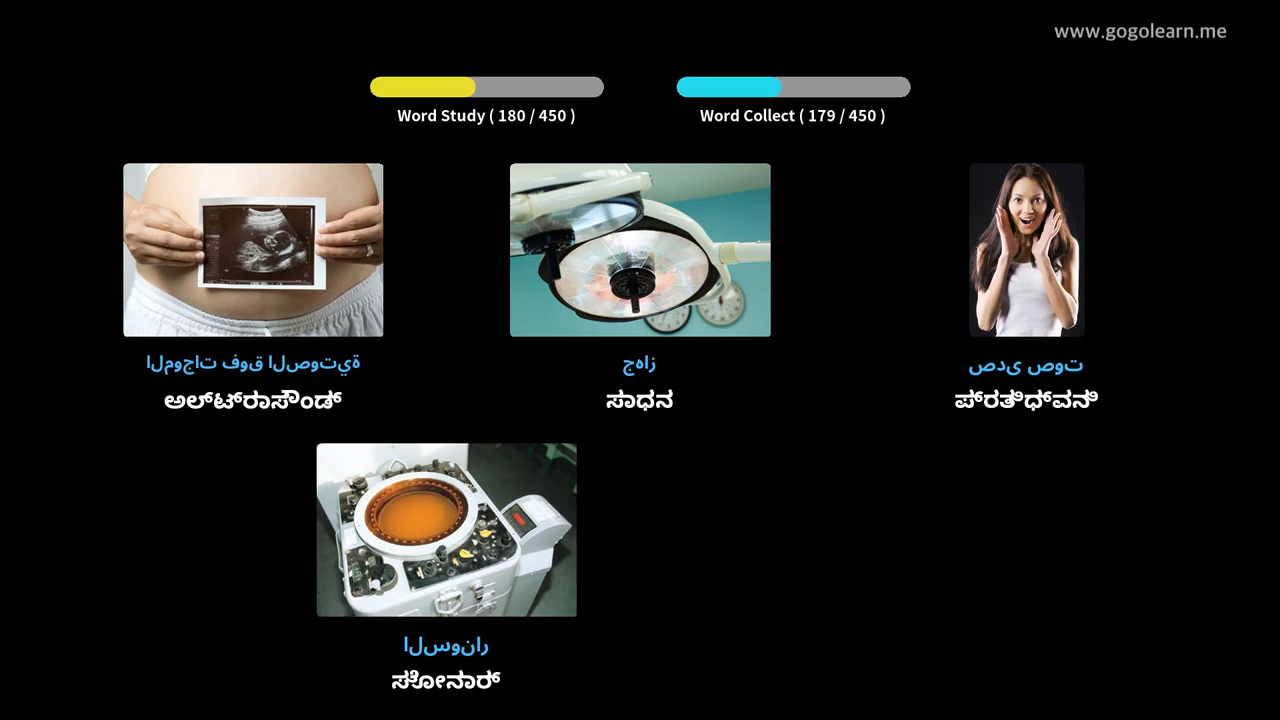 www.gogolearn.me
Word Study ( 180 / 450 )
Word Collect ( 179 / 450 )
الموجات فوق الصوتية
ಅಲ್ಟ್ರಾಸೌಂಡ್
جهاز
ಸಾಧನ
صدى صوت
ಪ್ರತಿಧ್ವನಿ
السونار
ಸೋನಾರ್